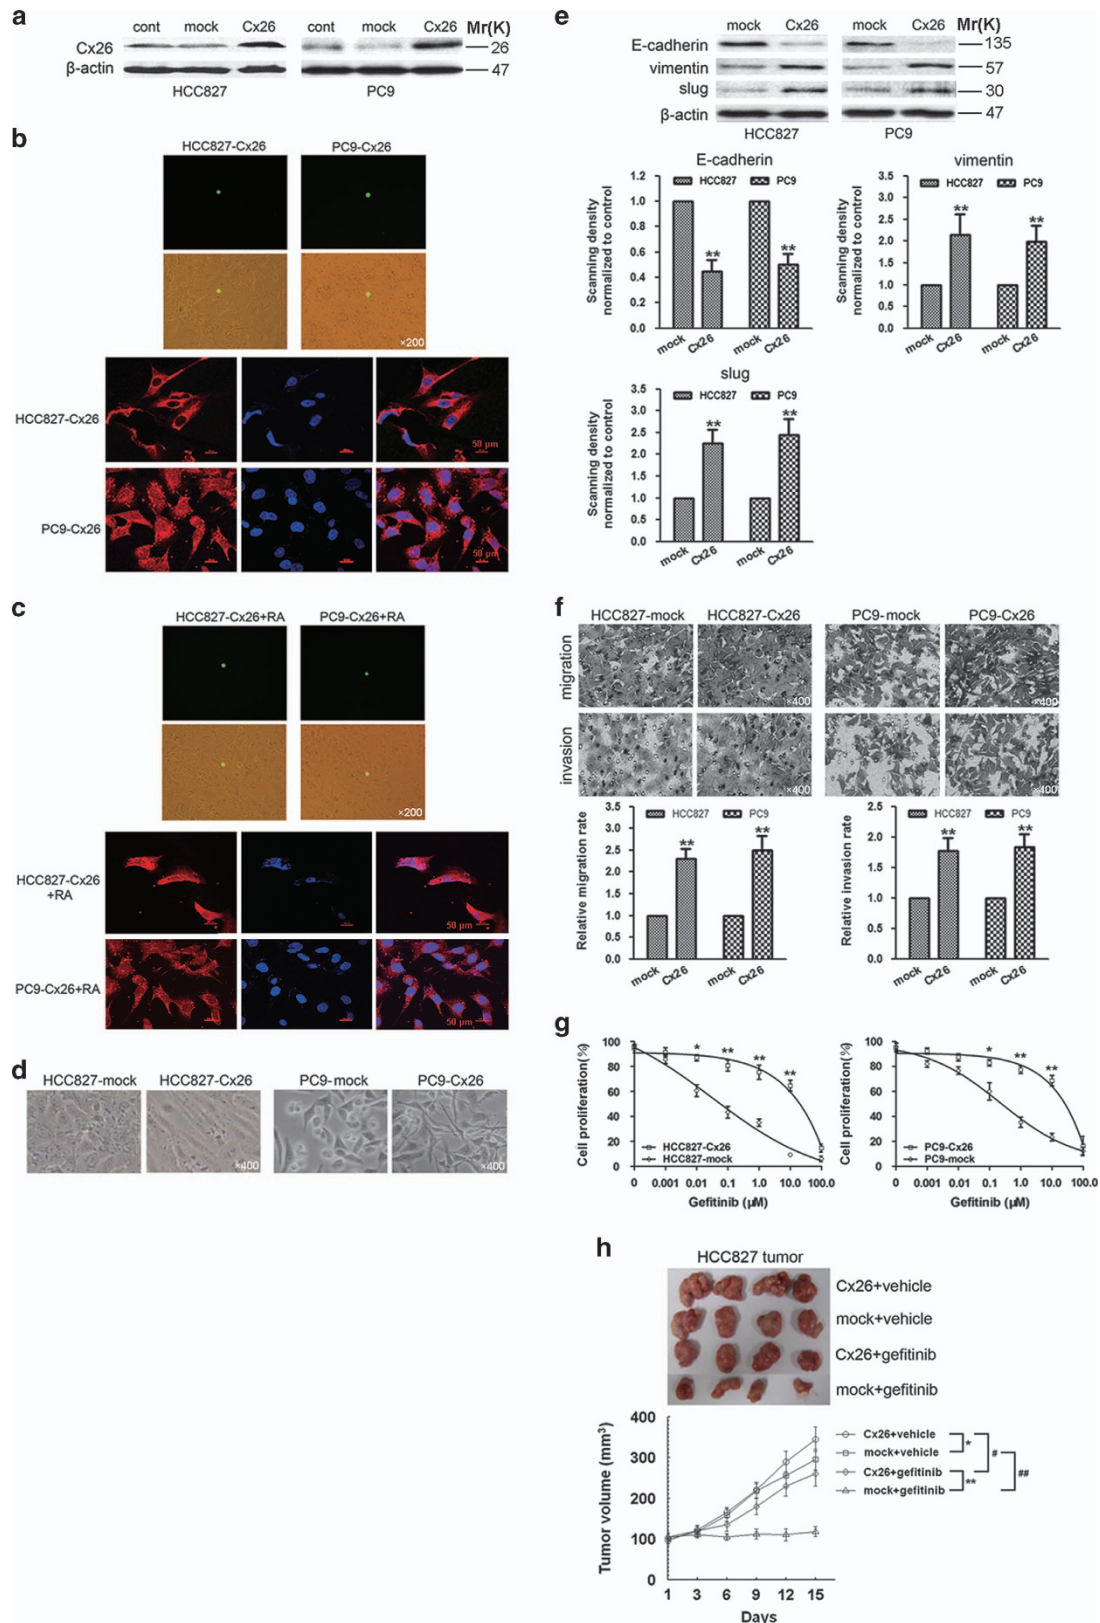 a
cont mock Cx26 cont mock Cx26 Mr(K)
Cx26 26
β-actin 47
HCC827 PC9
b
HCC827-Cx26 PC9-Cx26
×200
HCC827-Cx26
50 µm
PC9-Cx26
50 µm
c
HCC827-Cx26+RA PC9-Cx26+RA
×200
HCC827-Cx26
+RA
50 µm
PC9-Cx26+RA
50 µm
d
HCC827-mock HCC827-Cx26 PC9-mock PC9-Cx26
×400 ×400
e
mock Cx26 mock Cx26 Mr(K)
E-cadherin 135
vimentin 57
slug 30
β-actin 47
HCC827 PC9
E-cadherin
HCC827 PC9
Scanning density
normalized to control
1.2
1.0
0.8
0.6
0.4
0.2
0.0
** **
mock Cx26 mock Cx26
vimentin
HCC827 PC9
Scanning density
normalized to control
3.5
3.0
2.5
2.0
1.5
1.0
0.5
0.0
** **
mock Cx26 mock Cx26
slug
HCC827 PC9
Scanning density
normalized to control
3.5
3.0
2.5
2.0
1.5
1.0
0.5
0.0
** **
mock Cx26 mock Cx26
f
HCC827-mock HCC827-Cx26 PC9-mock PC9-Cx26
migration
×400 ×400
invasion
×400 ×400
HCC827 PC9
Relative migration rate
3.5
3.0
2.5
2.0
1.5
1.0
0.5
0.0
** **
mock Cx26 mock Cx26
HCC827 PC9
Relative invasion rate
2.5
2.0
1.5
1.0
0.5
0.0
** **
mock Cx26 mock Cx26
g
Cell proliferation(%)
100
80
60
40
20
0
* ** ** **
HCC827-Cx26
HCC827-mock
0 0.001 0.01 0.1 1.0 10.0 100.0
Gefitinib (µM)
Cell proliferation(%)
100
80
60
40
20
0
* ** **
PC9-Cx26
PC9-mock
0 0.001 0.01 0.1 1.0 10.0 100.0
Gefitinib (µM)
h
HCC827 tumor
Cx26+vehicle
mock+vehicle
Cx26+gefitinib
mock+gefitinib
Tumor volume (mm³)
400
300
200
100
0
Cx26+vehicle
mock+vehicle
Cx26+gefitinib
mock+gefitinib
*
**
#
##
1 3 6 9 12 15
Days